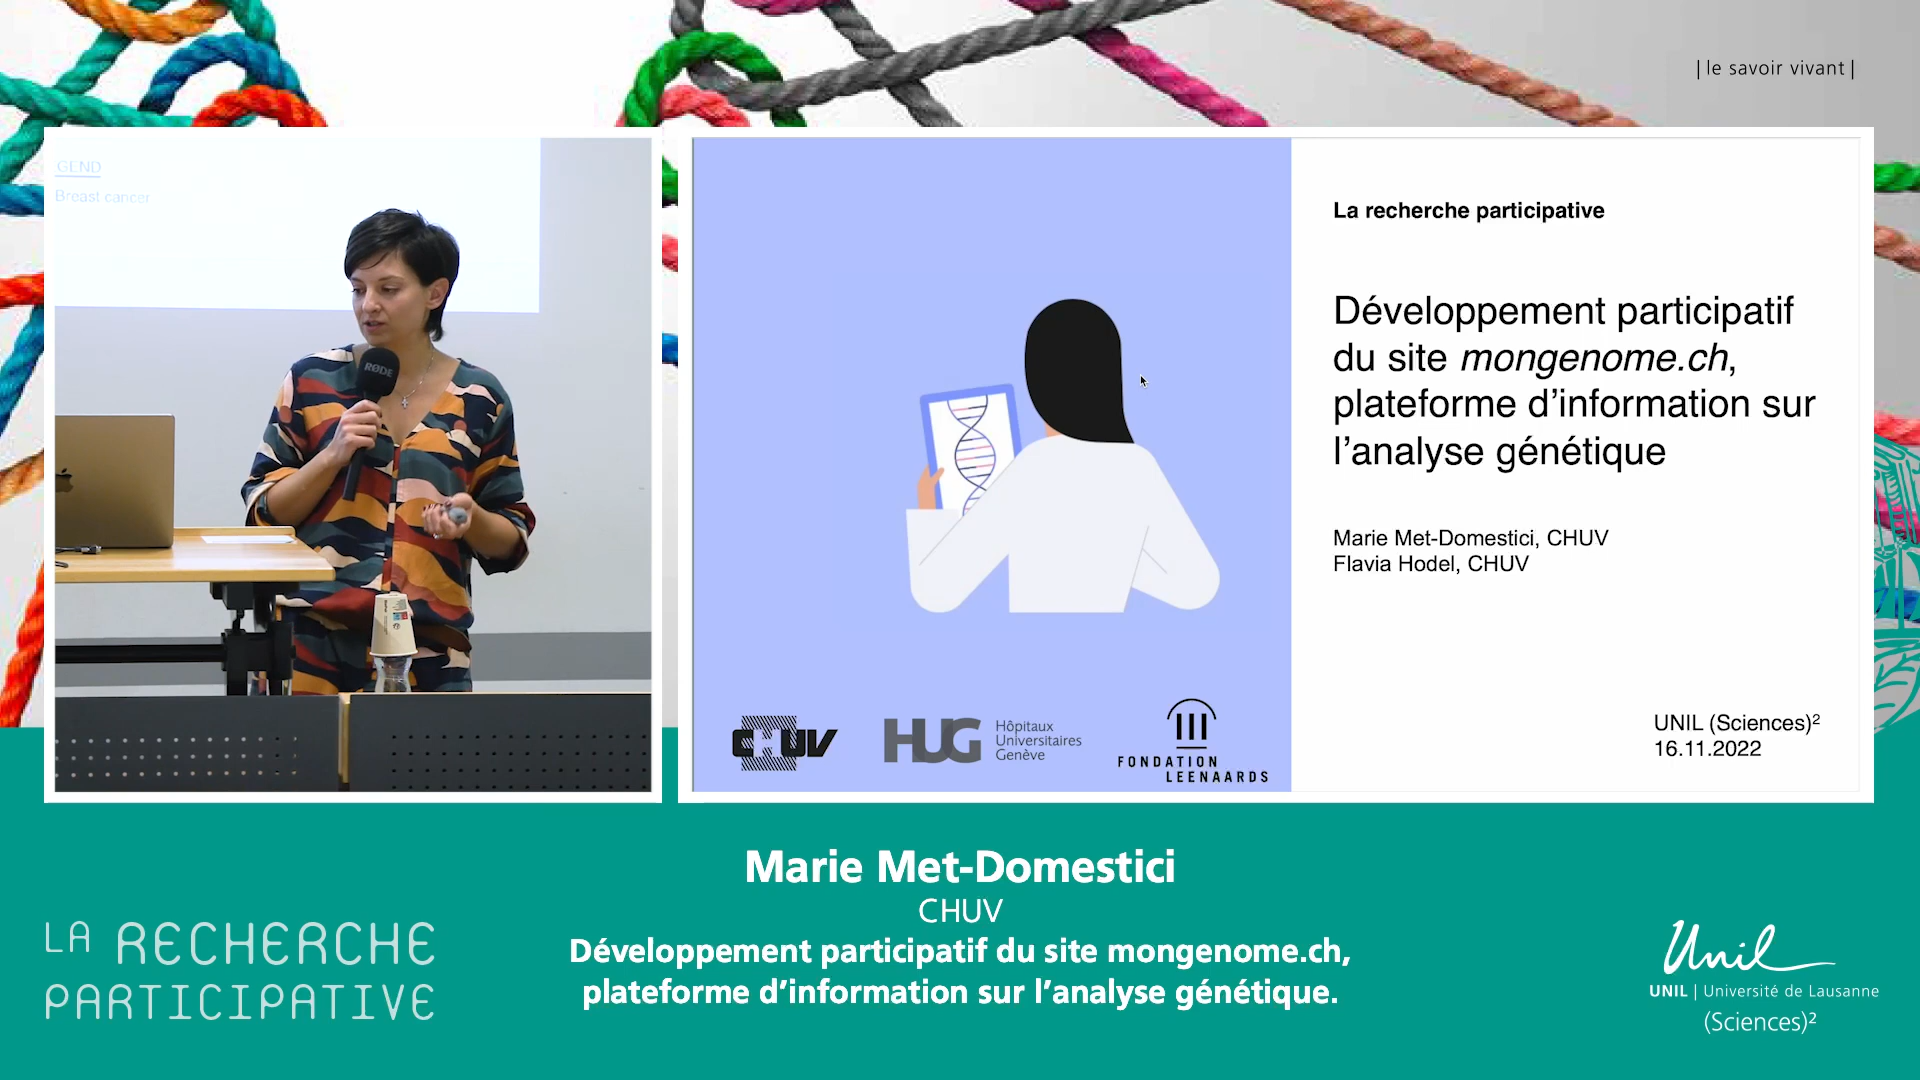 | le savoir vivant |
GEND
Breast cancer
RØDE
La recherche participative
Développement participatif
du site mongenome.ch,
plateforme d’information sur
l’analyse génétique
Marie Met-Domestici, CHUV
Flavia Hodel, CHUV
UNIL (Sciences)²
16.11.2022
CHUV
HUG
Hôpitaux
Universitaires
Genève
FONDATION
LEENAARDS
Marie Met-Domestici
CHUV
Développement participatif du site mongenome.ch,
plateforme d’information sur l’analyse génétique.
LA RECHERCHE
PARTICIPATIVE
Unil
UNIL | Université de Lausanne
(Sciences)²